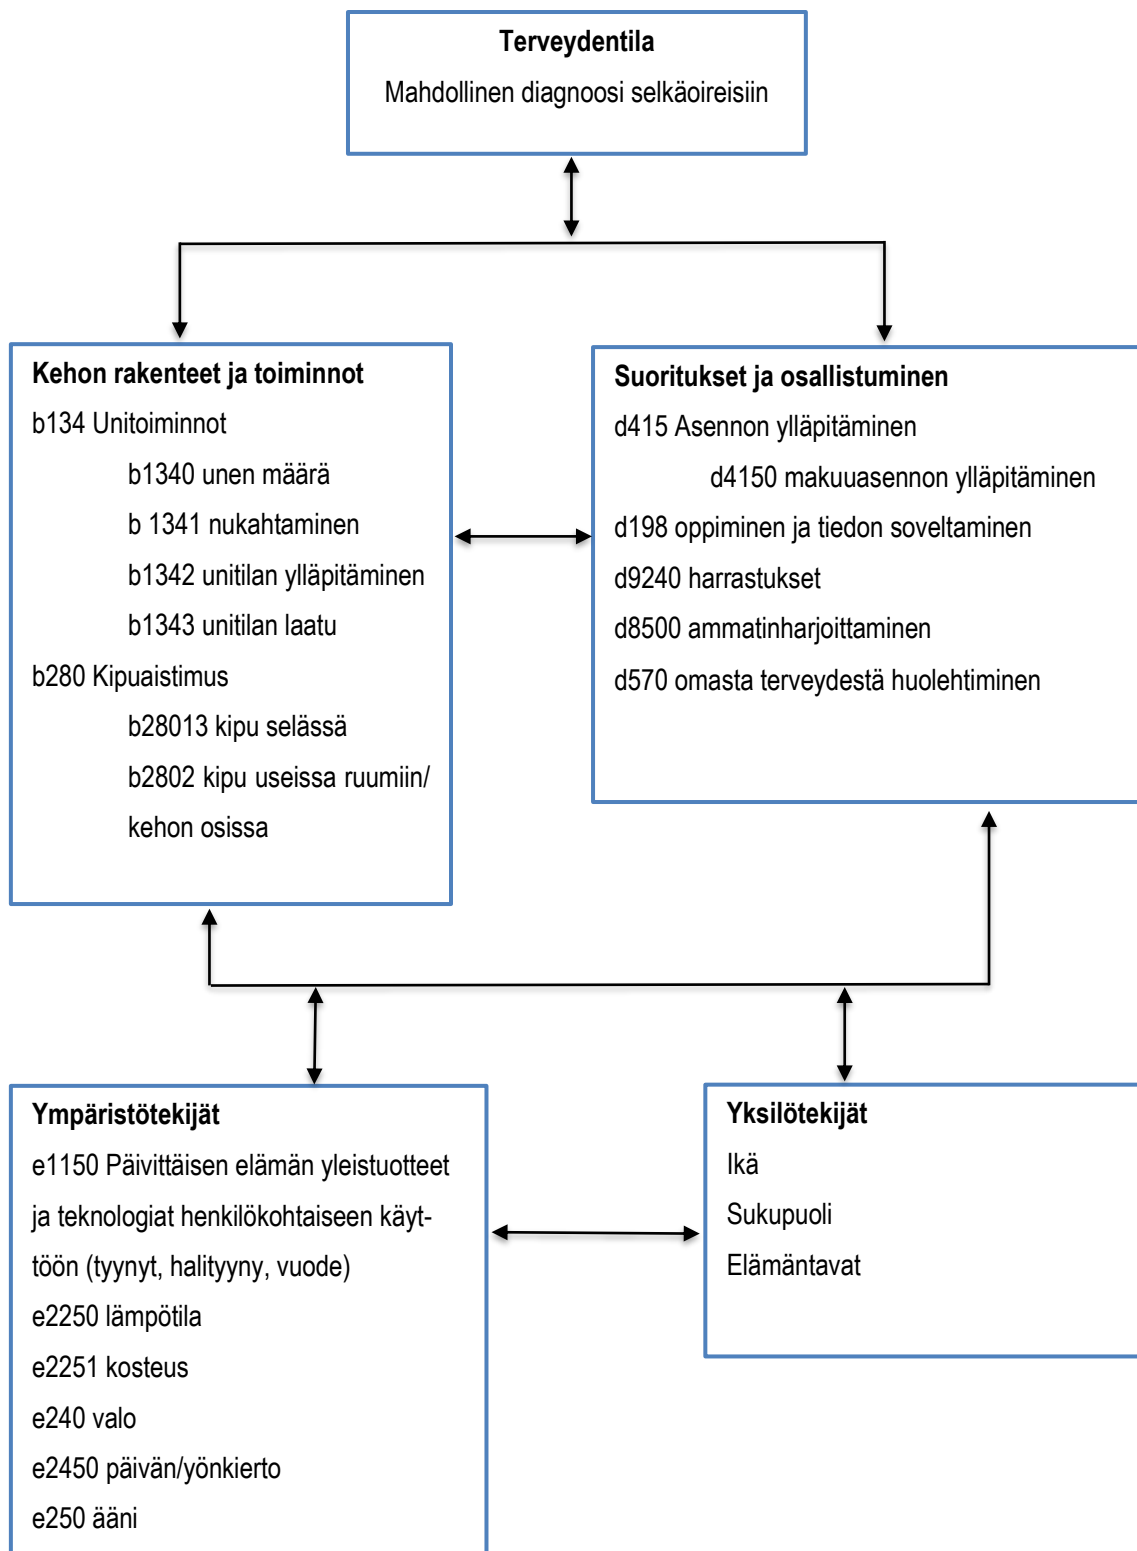 Terveydentila
Mahdollinen diagnoosi selkäoireisiin
Kehon rakenteet ja toiminnot
b134 Unitoiminnot
b1340 unen määrä
b 1341 nukahtaminen
b1342 unitilan ylläpitäminen
b1343 unitilan laatu
b280 Kipuaistimus
b28013 kipu selässä
b2802 kipu useissa ruumiin/
kehon osissa
Suoritukset ja osallistuminen
d415 Asennon ylläpitäminen
d4150 makuuasennon ylläpitäminen
d198 oppiminen ja tiedon soveltaminen
d9240 harrastukset
d8500 ammatinharjoittaminen
d570 omasta terveydestä huolehtiminen
Ympäristötekijät
e1150 Päivittäisen elämän yleistuotteet
ja teknologiat henkilökohtaiseen käyt-
töön (tyynyt, halityyny, vuode)
e2250 lämpötila
e2251 kosteus
e240 valo
e2450 päivän/yönkierto
e250 ääni
Yksilötekijät
Ikä
Sukupuoli
Elämäntavat